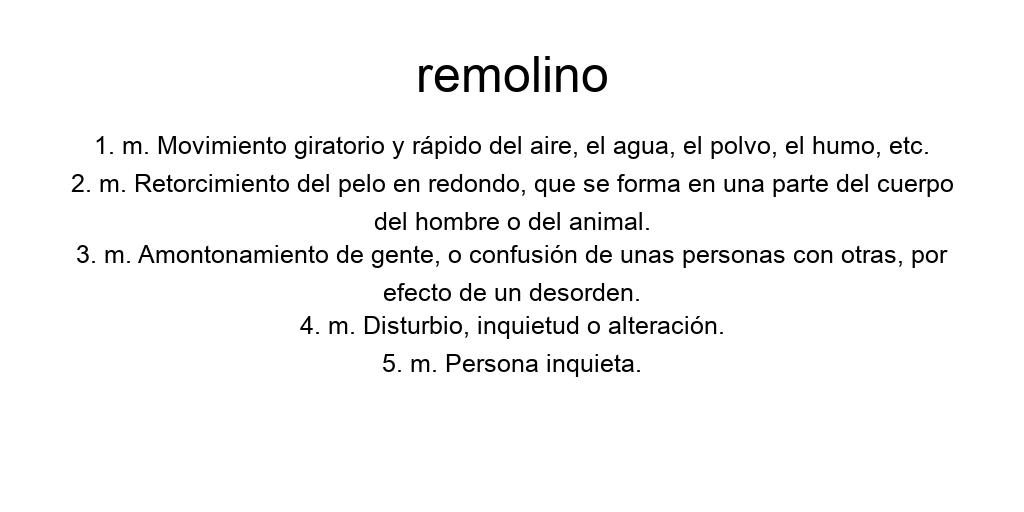 remolino
1. m. Movimiento giratorio y rápido del aire, el agua, el polvo, el humo, etc.
2. m. Retorcimiento del pelo en redondo, que se forma en una parte del cuerpo
del hombre o del animal.
3. m. Amontonamiento de gente, o confusión de unas personas con otras, por
efecto de un desorden.
4. m. Disturbio, inquietud o alteración.
5. m. Persona inquieta.